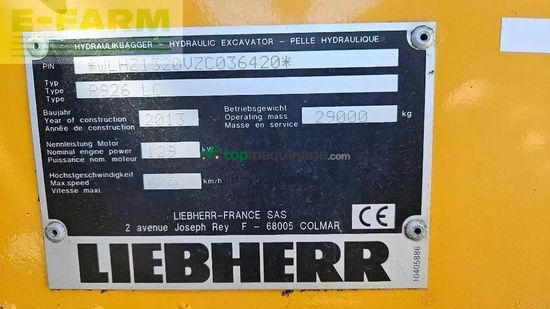 E-FARM
www.e-farm.com
HYDRAULIKBAGGER - HYDRAULIC EXCAVATOR - PELLE HYDRAULIQUE
PIN *WLHZ1320VZC036420*
Typ
Type R926 LC
Type
Baujahr
Year of construction 2013
Année de construction
Betriebsgewicht
Operating mass 29000 kg
Masse en service
Nennleistung Motor
Nominal engine power 129 kW
Puissance nom. moteur
topmaquinaria.com
Höchstgeschwindigkeit
Max.speed km/h
Vitesse maxi.
LIEBHERR-FRANCE SAS
2 avenue Joseph Rey F - 68005 COLMAR
CE
LIEBHERR
10405886